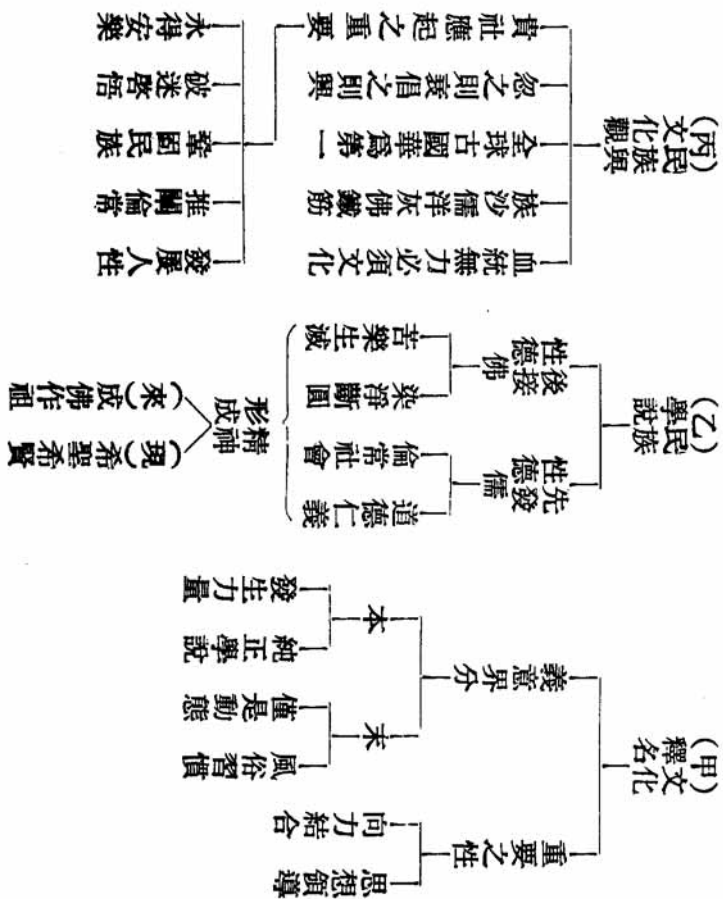 （甲）文化
釋名
重要之性
思想領導
向力結合
義意界分
末
風俗習慣
僅是動態
本
純正學說
發生力量
（乙）民族
學說
先發儒
性德
道德仁義
倫常社會
後接佛
性德
染淨斷圓
苦樂生滅
精神
形成
（現）希聖希賢
（來）成佛作祖
（丙）民族觀
文化與
血統無力必須文化
族沙儒洋灰佛鐵筋
全球古國華爲第一
忽之則衰倡之則興
貴社應起之重要
發展人性
推闡倫常
鞏固民族
破迷啓悟
永得安樂